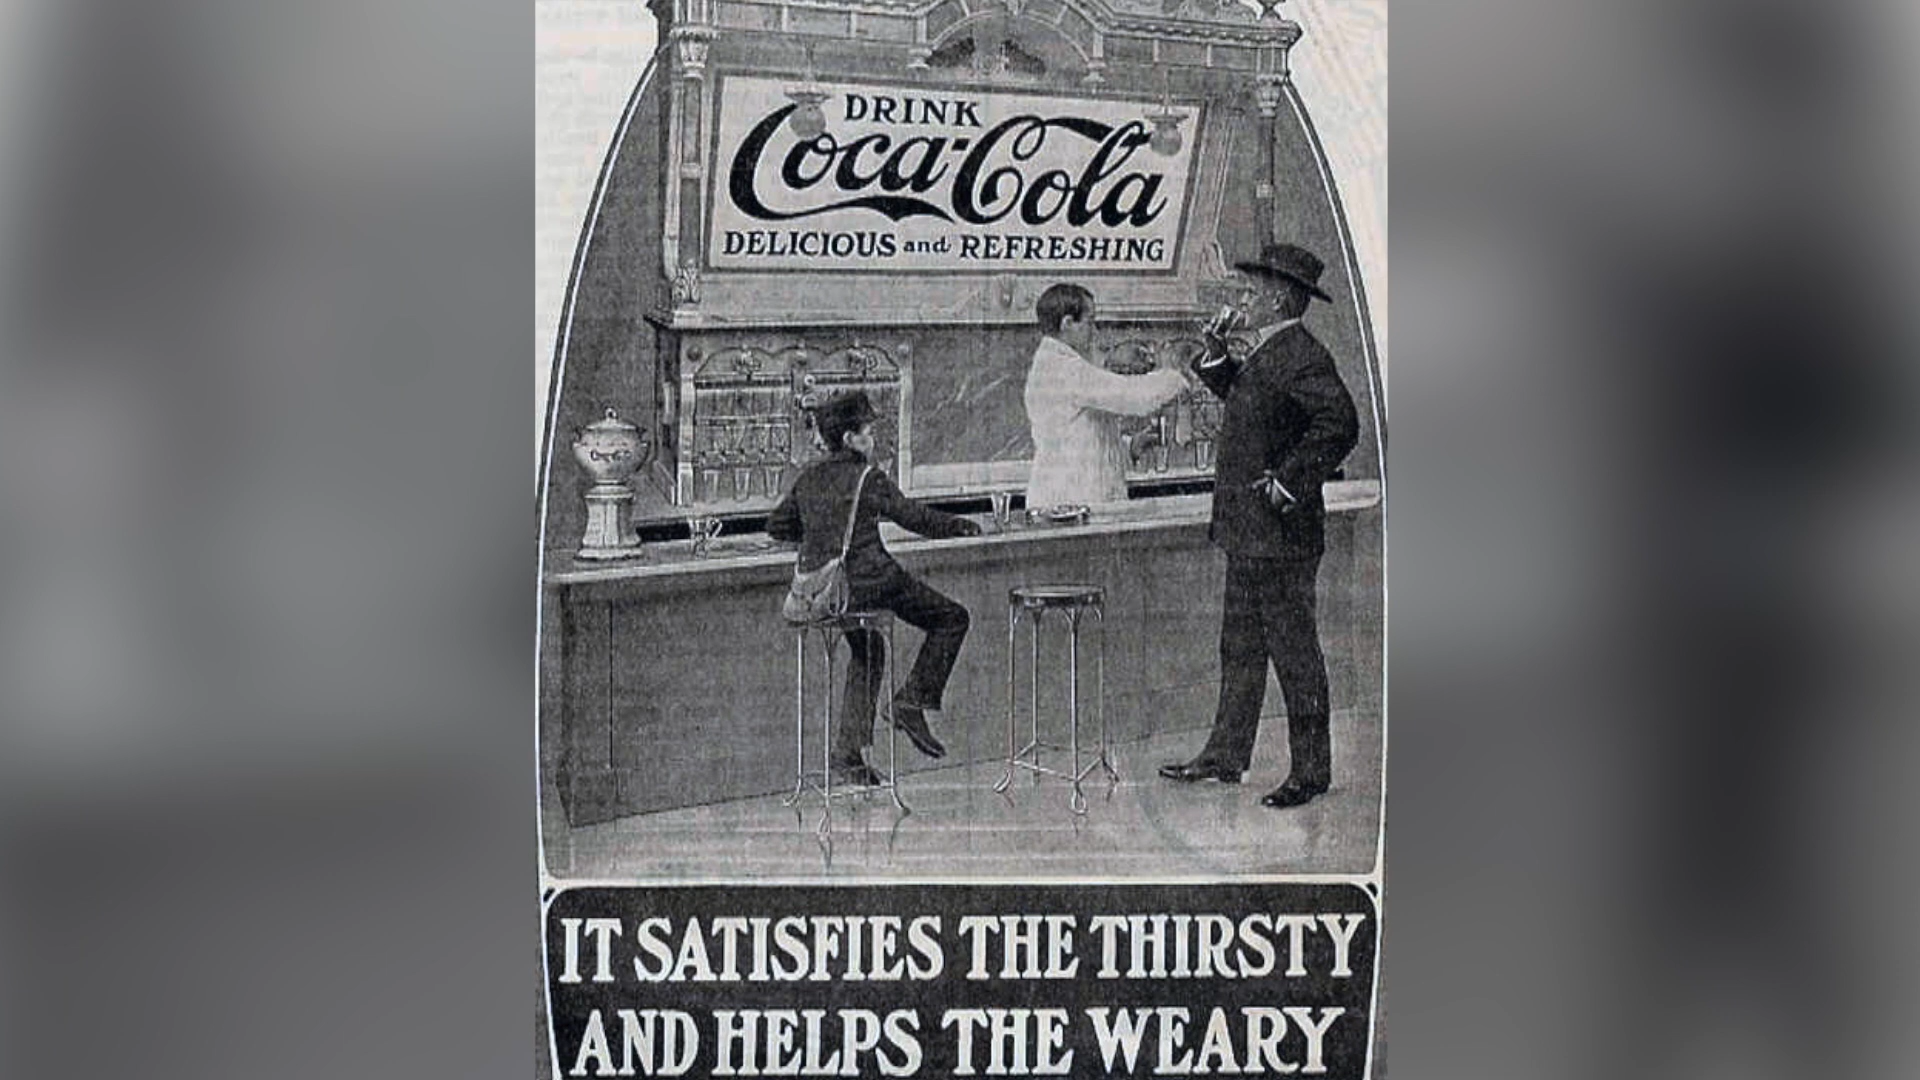 DRINK
Coca-Cola
DELICIOUS and REFRESHING
IT SATISFIES THE THIRSTY
AND HELPS THE WEARY